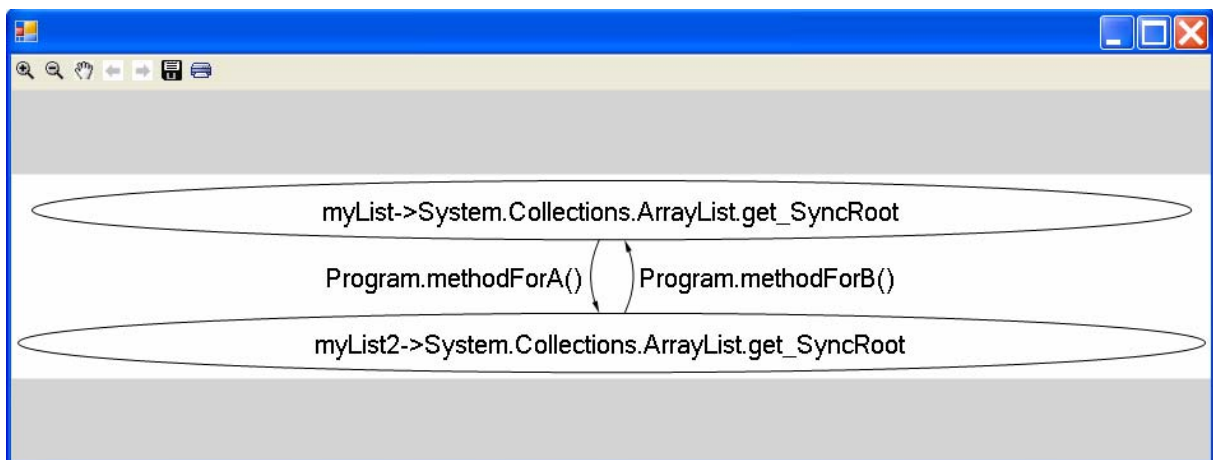 myList->System.Collections.ArrayList.get_SyncRoot
Program.methodForA() Program.methodForB()
myList2->System.Collections.ArrayList.get_SyncRoot